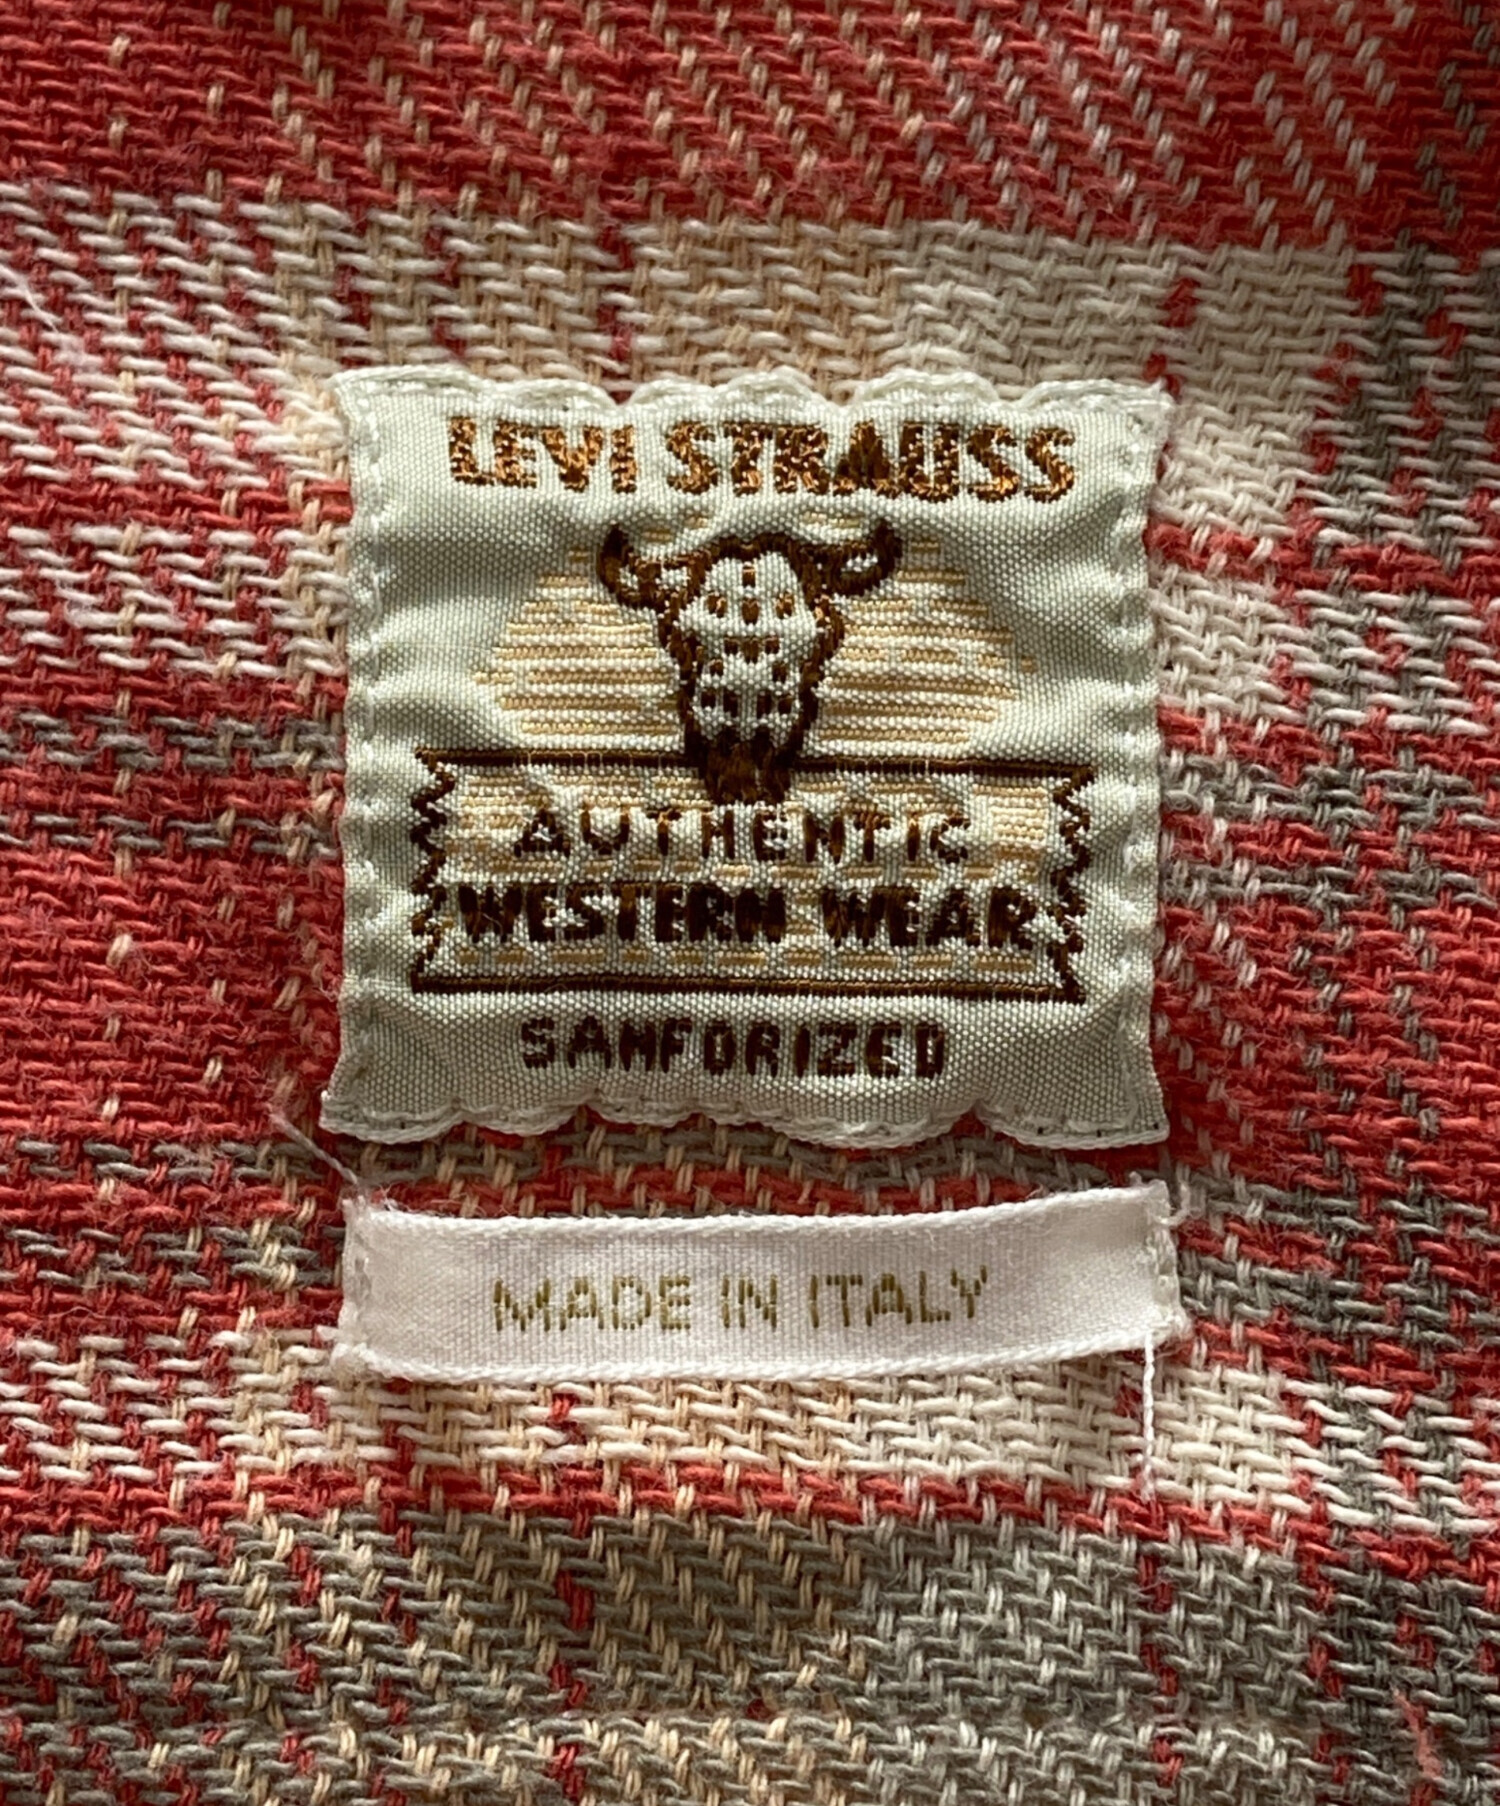 LEVI STRAUSS
AUTHENTIC
WESTERN WEAR
SANFORIZED
MADE IN ITALY